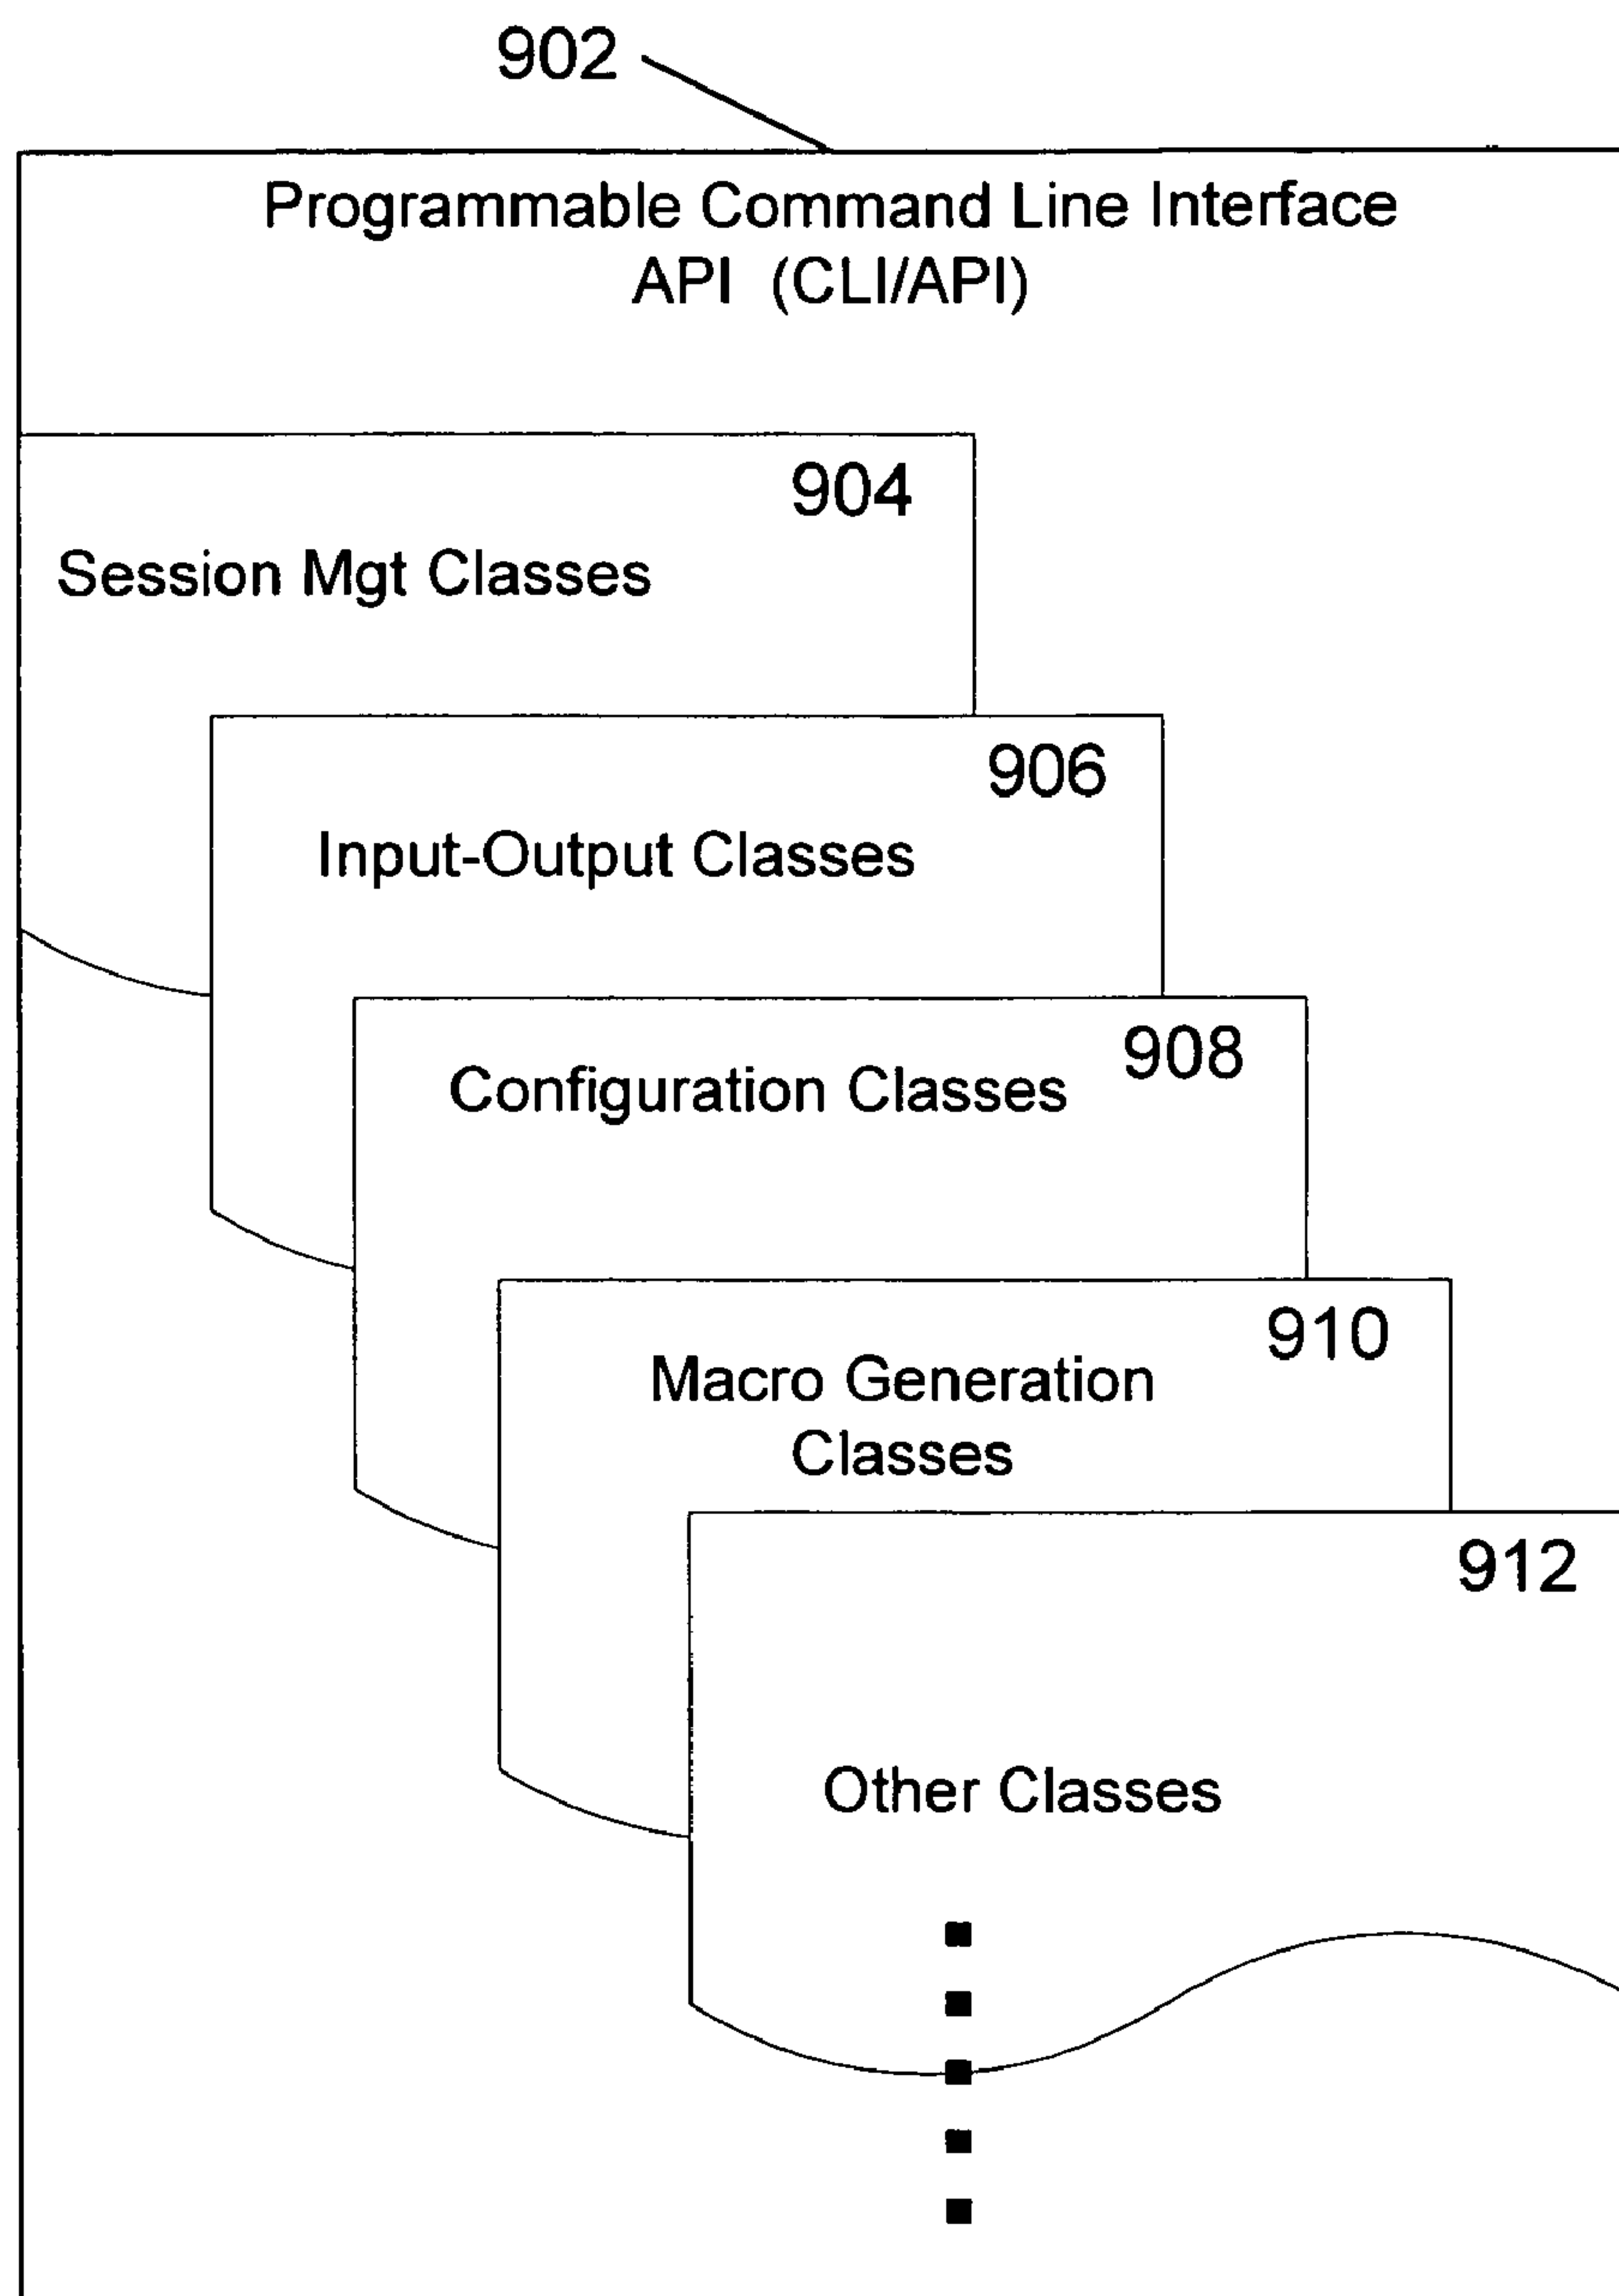 902
Programmable Command Line Interface
API (CLI/API)
904
Session Mgt Classes
906
Input-Output Classes
908
Configuration Classes
910
Macro Generation
Classes
912
Other Classes